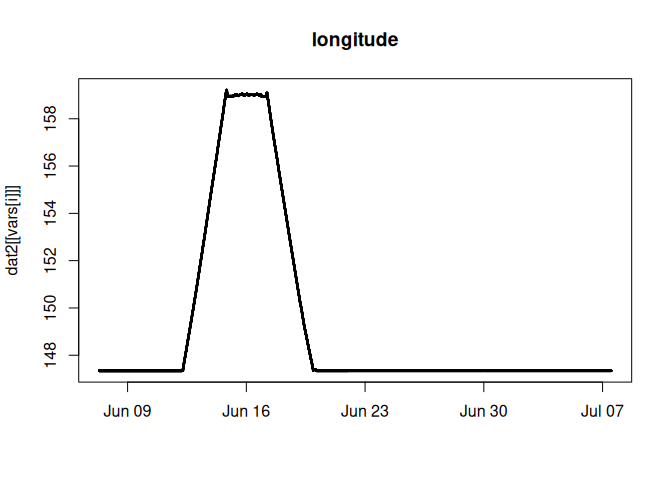 longitude
dat2[[vars[i]]]
158
156
154
152
150
148
Jun 09
Jun 16
Jun 23
Jun 30
Jul 07